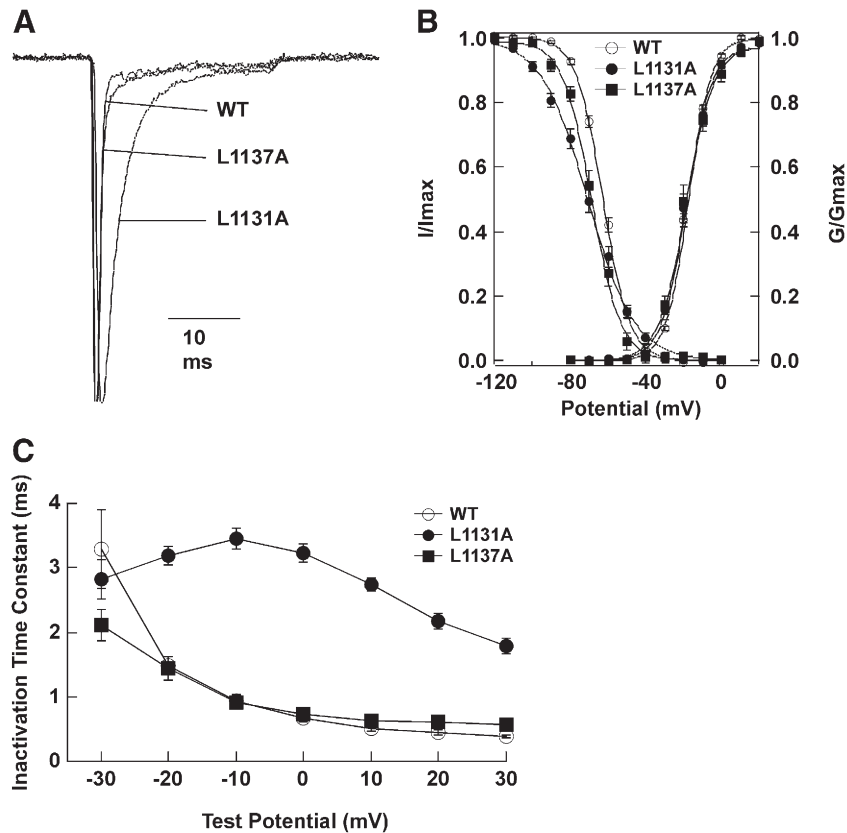 A
WT
L1137A
L1131A
10
ms
B
WT
L1131A
L1137A
1.0
0.8
0.6
0.4
0.2
0.0
I/Imax
1.0
0.8
0.6
0.4
0.2
0.0
G/Gmax
-120
-80
-40
0
Potential (mV)
C
WT
L1131A
L1137A
4
3
2
1
0
Inactivation Time Constant (ms)
-30
-20
-10
0
10
20
30
Test Potential (mV)